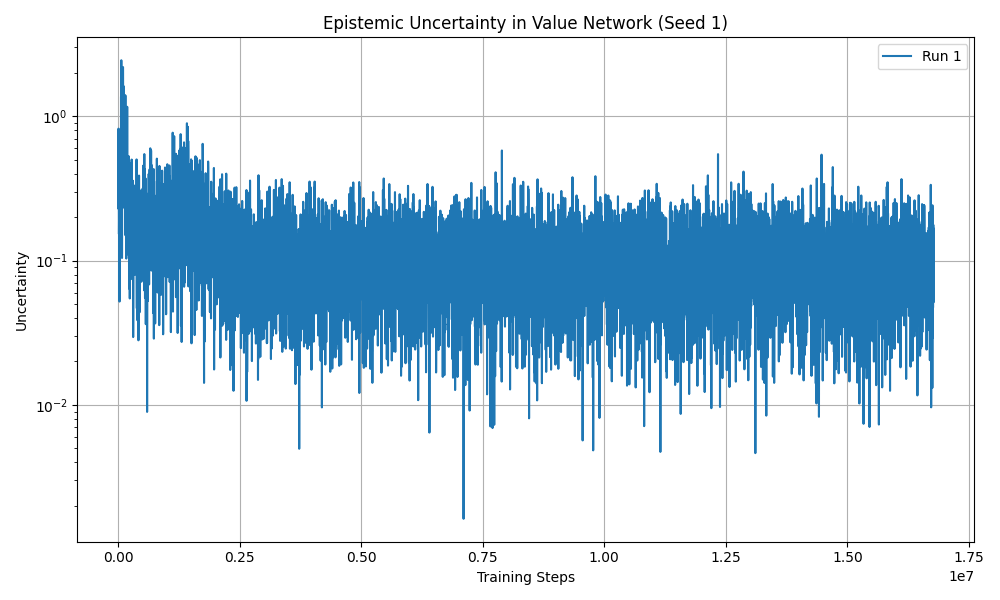 Epistemic Uncertainty in Value Network (Seed 1)
Run 1
10⁰
10⁻¹
10⁻²
Uncertainty
0.00 0.25 0.50 0.75 1.00 1.25 1.50 1.75
1e7
Training Steps